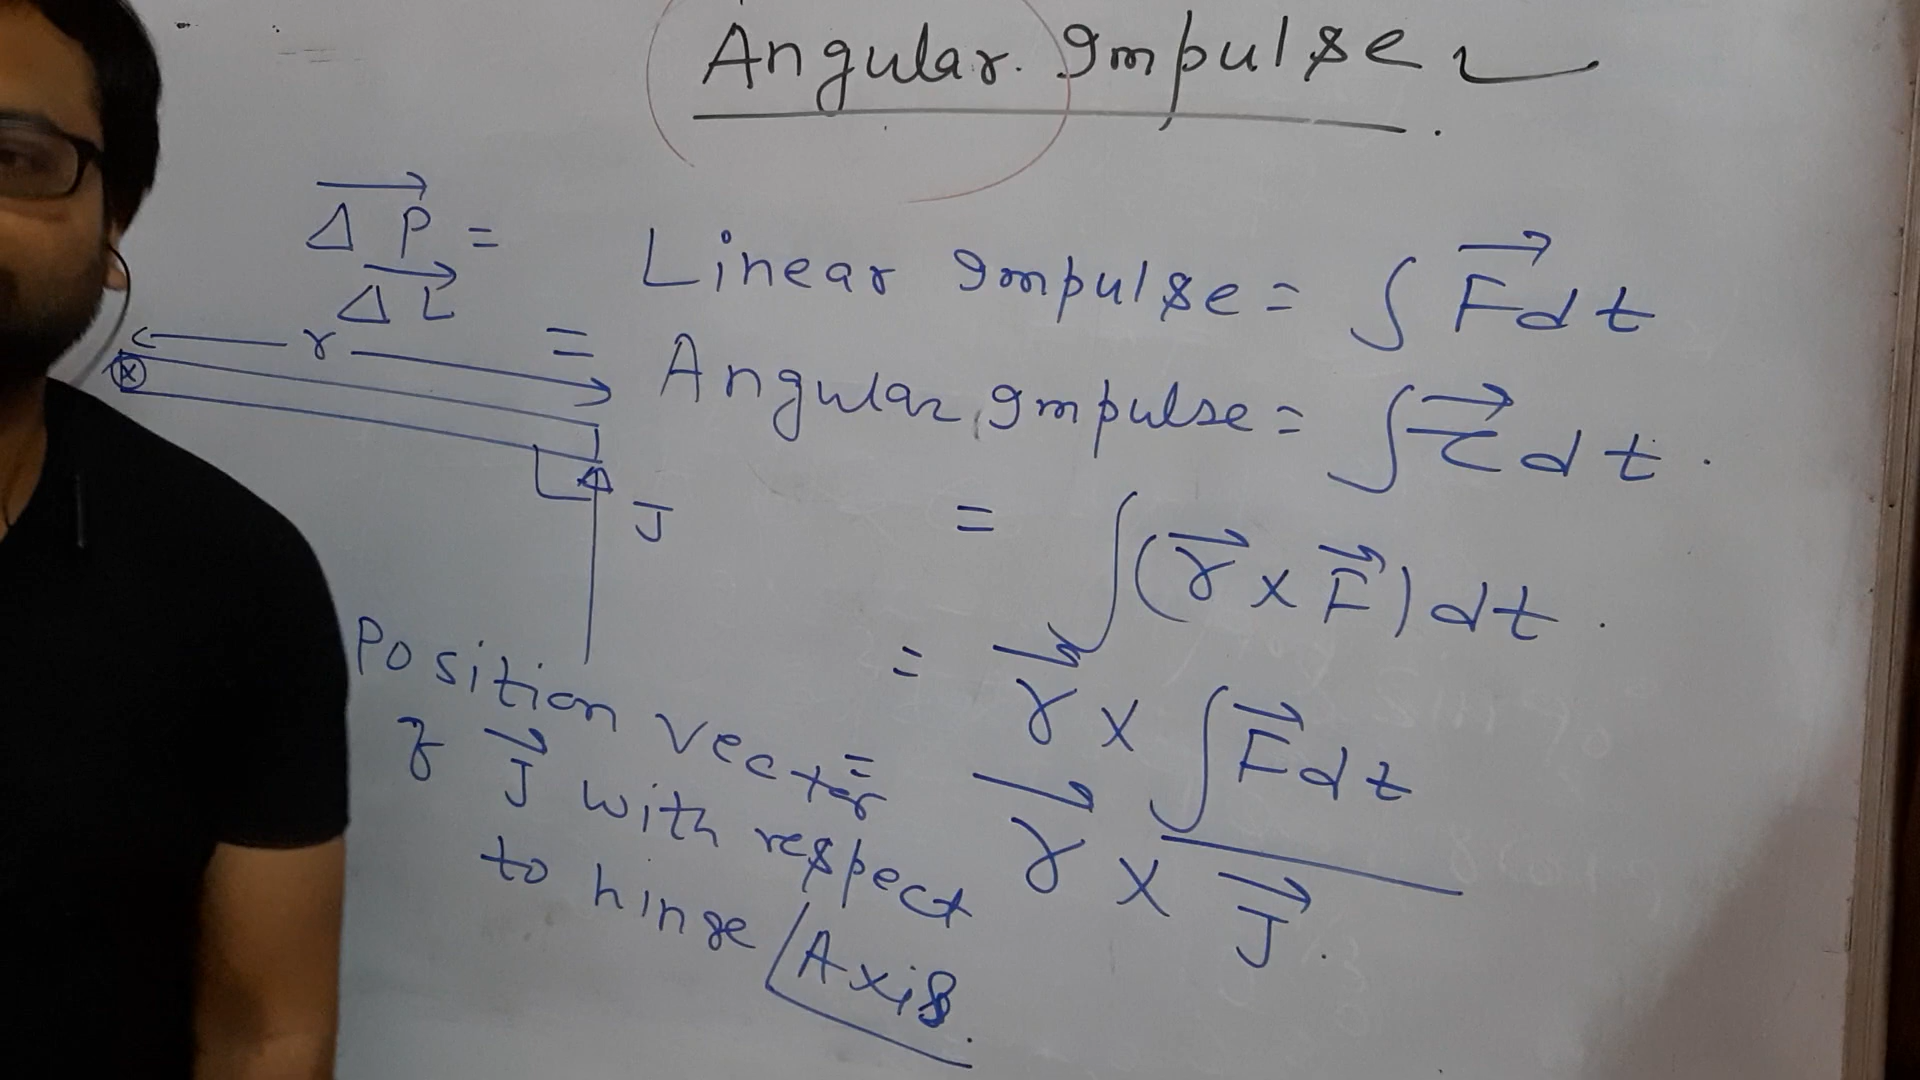 Angular Impulse
ΔP⃗ = Linear Impulse = ∫ F⃗ dt
ΔL⃗ = Angular Impulse = ∫ τ⃗ dt.
r
⊗
J
= ∫ (r⃗ × F⃗) dt.
= r⃗ × ∫ F⃗ dt
= r⃗ × J⃗.
Position vector
of J⃗ with respect
to hinge / Axis.